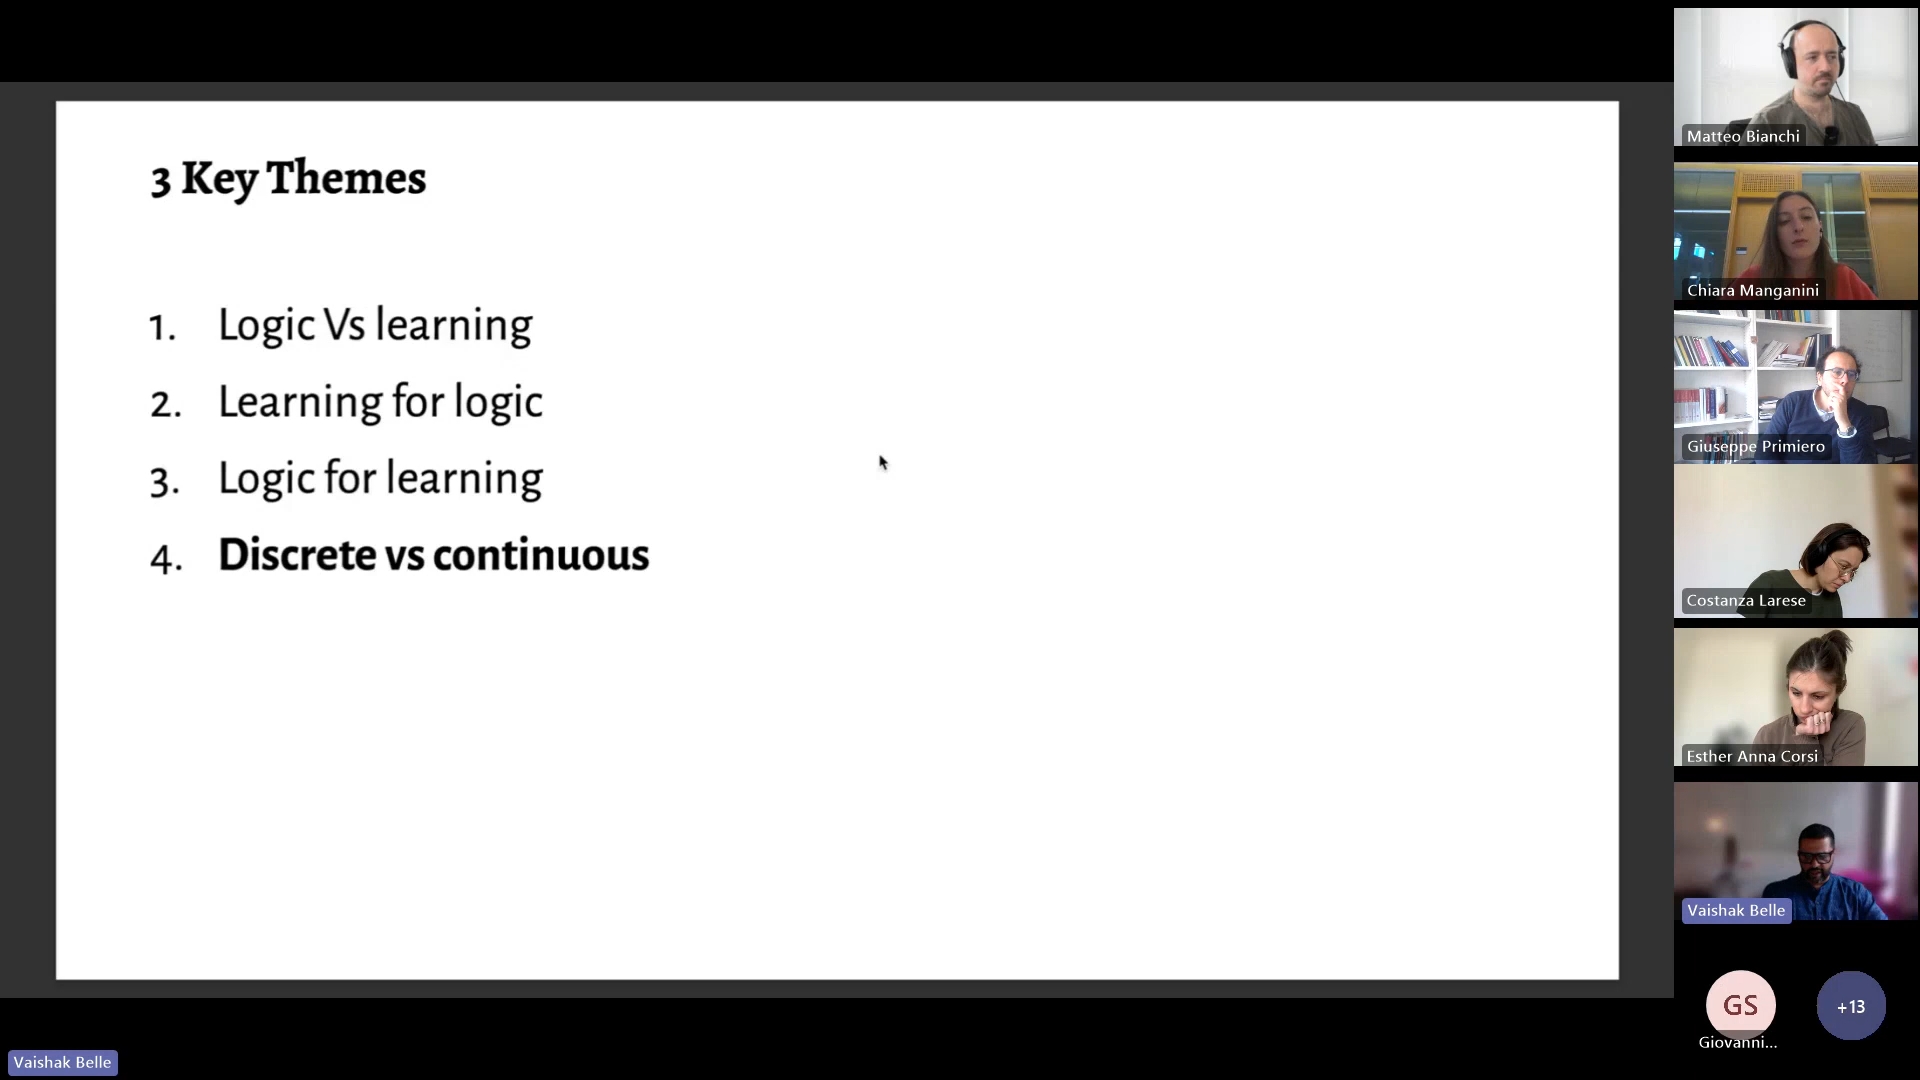 3 Key Themes
1. Logic Vs learning
2. Learning for logic
3. Logic for learning
4. Discrete vs continuous
Matteo Bianchi
Chiara Manganini
Giuseppe Primiero
Costanza Larese
Esther Anna Corsi
Vaishak Belle
GS
+13
Giovanni...
Vaishak Belle